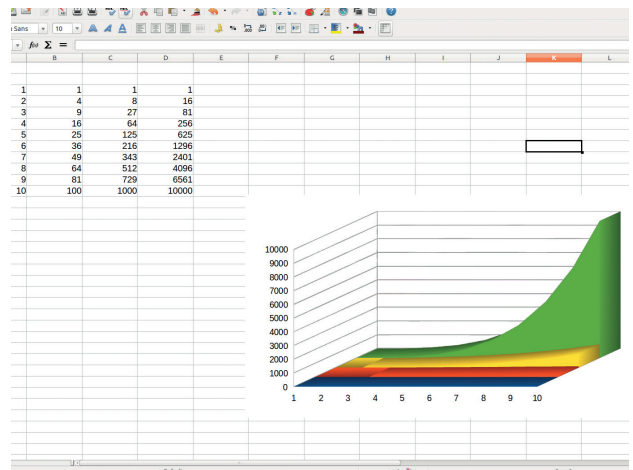 Sans 10
f(x) Σ =
B C D E F G H I J K L
1 1 1 1
2 4 8 16
3 9 27 81
4 16 64 256
5 25 125 625
6 36 216 1296
7 49 343 2401
8 64 512 4096
9 81 729 6561
10 100 1000 10000
10000
9000
8000
7000
6000
5000
4000
3000
2000
1000
0
1 2 3 4 5 6 7 8 9 10